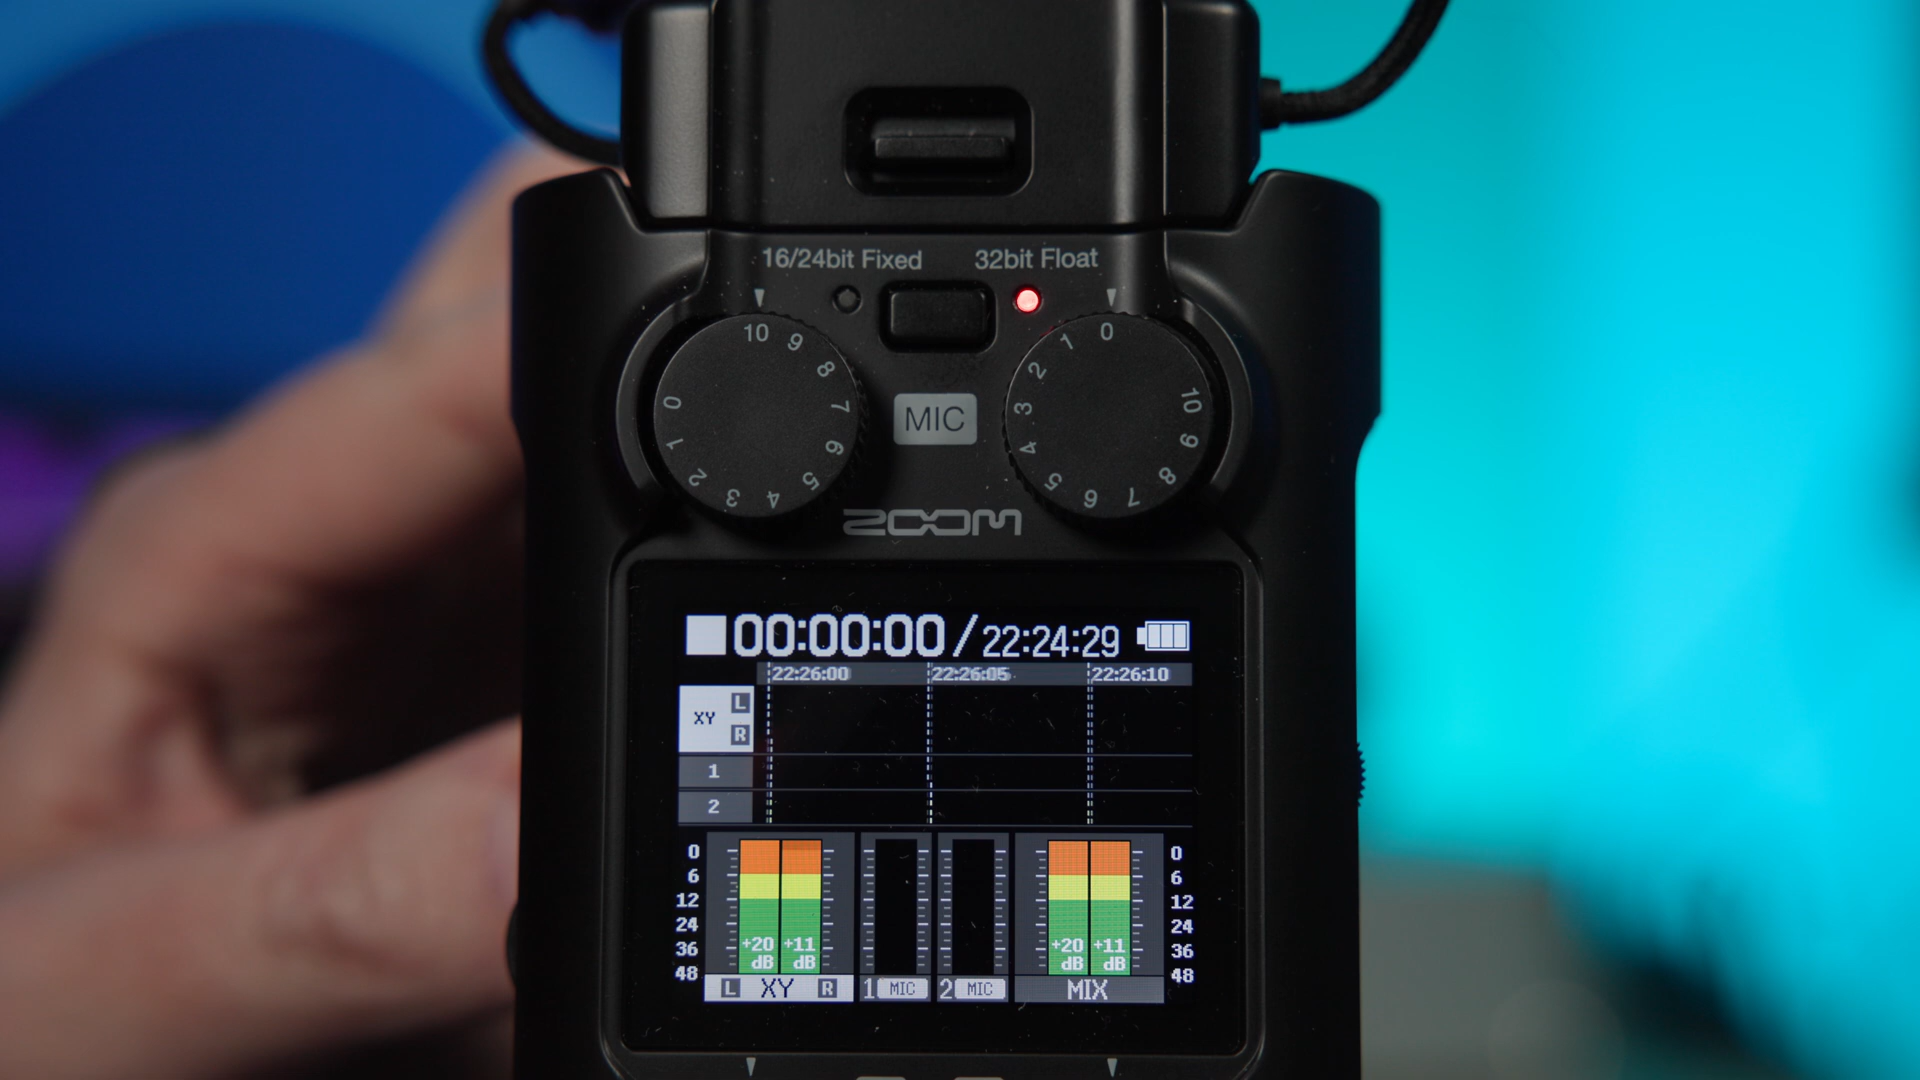 16/24bit Fixed 32bit Float
10 9 8 7 6 5 4 3 2 1 0
0 1 2 3 4 5 6 7 8 9 10
MIC
ZOOM
00:00:00/22:24:29
22:26:00 22:26:05 22:26:10
XY L
R
1
2
0 0
6 6
12 12
24 24
36 +20 +11 +20 +11 36
dB dB dB dB
48 48
L XY R 1 MIC 2 MIC MIX